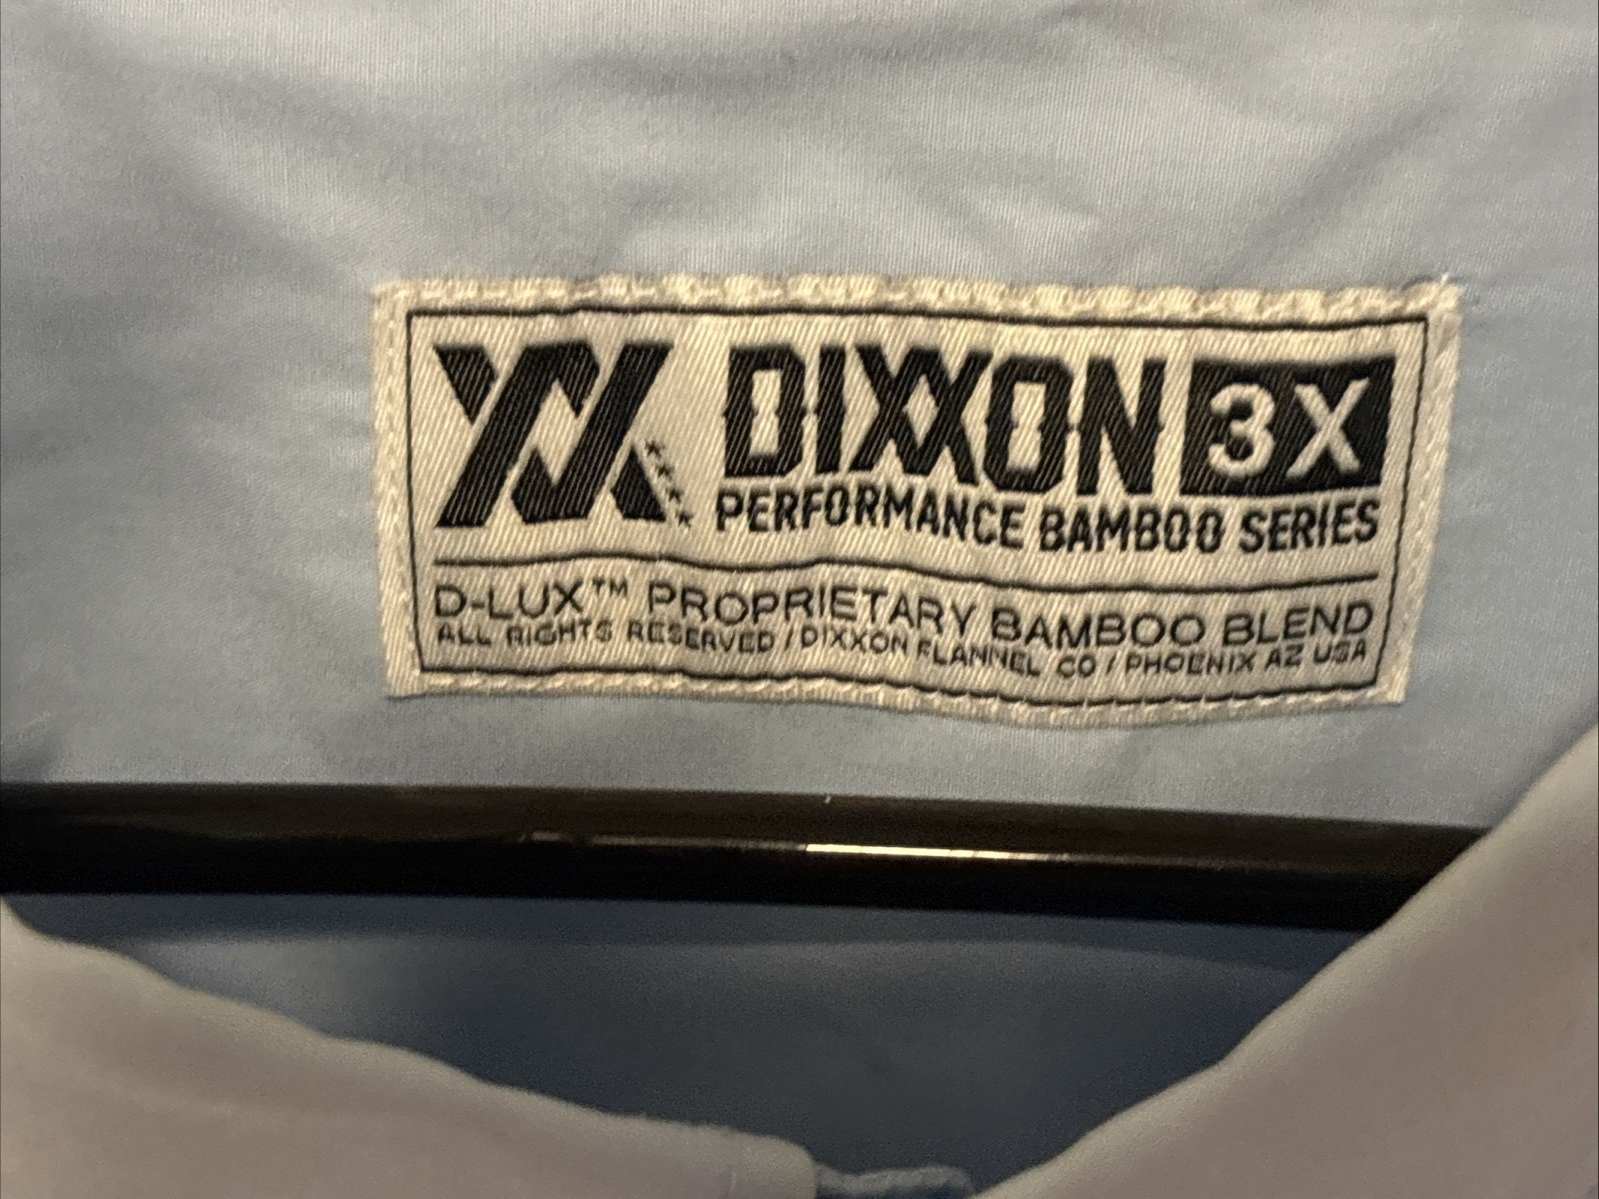 DIXXON 3X
PERFORMANCE BAMBOO SERIES
D-LUX™ PROPRIETARY BAMBOO BLEND
ALL RIGHTS RESERVED / DIXXON FLANNEL CO / PHOENIX AZ USA